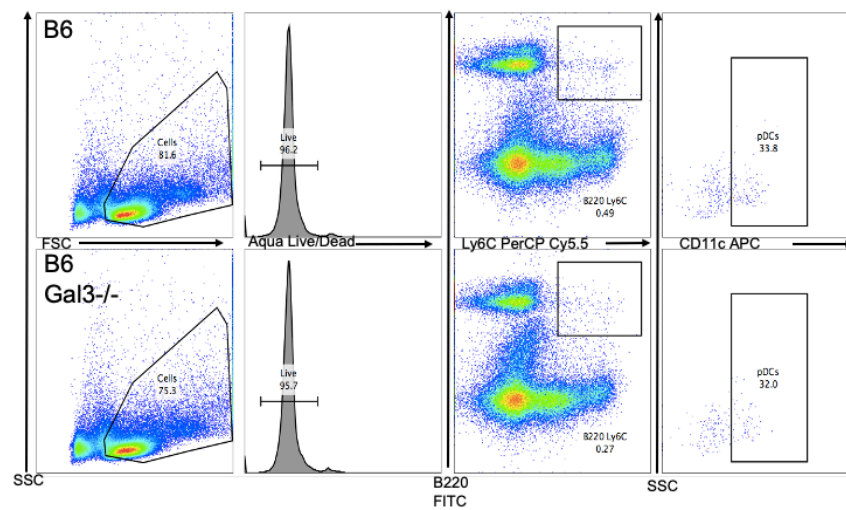 B6
Cells
81.6
Live
96.2
B220 Ly6C
0.49
pDCs
33.8
FSC
Aqua Live/Dead
Ly6C PerCP Cy5.5
CD11c APC
B6
Gal3-/-
Cells
75.3
Live
95.7
B220 Ly6C
0.27
pDCs
32.0
SSC
B220
FITC
SSC